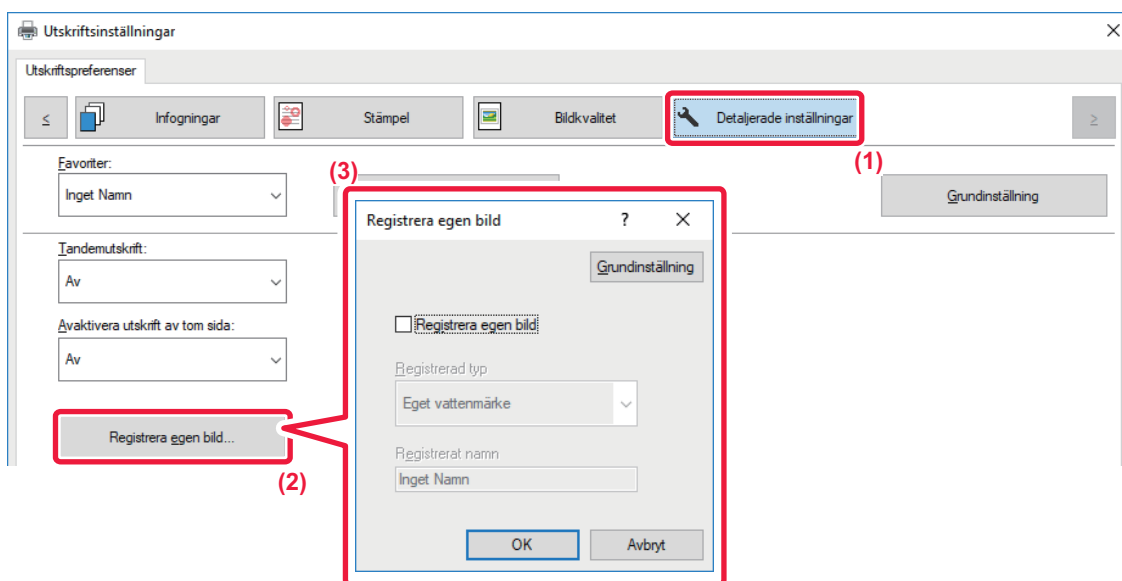 Utskriftsinställningar
Utskriftspreferenser
<
Infogningar
Stämpel
Bildkvalitet
Detaljerade inställningar
>
(1)
Favoriter:
Inget Namn
(3)
Grundinställning
Tandemutskrift:
Av
Avaktivera utskrift av tom sida:
Av
Registrera egen bild...
(2)
Registrera egen bild
?
Grundinställning
Registrera egen bild
Registrerad typ
Eget vattenmärke
Registrerat namn
Inget Namn
OK
Avbryt